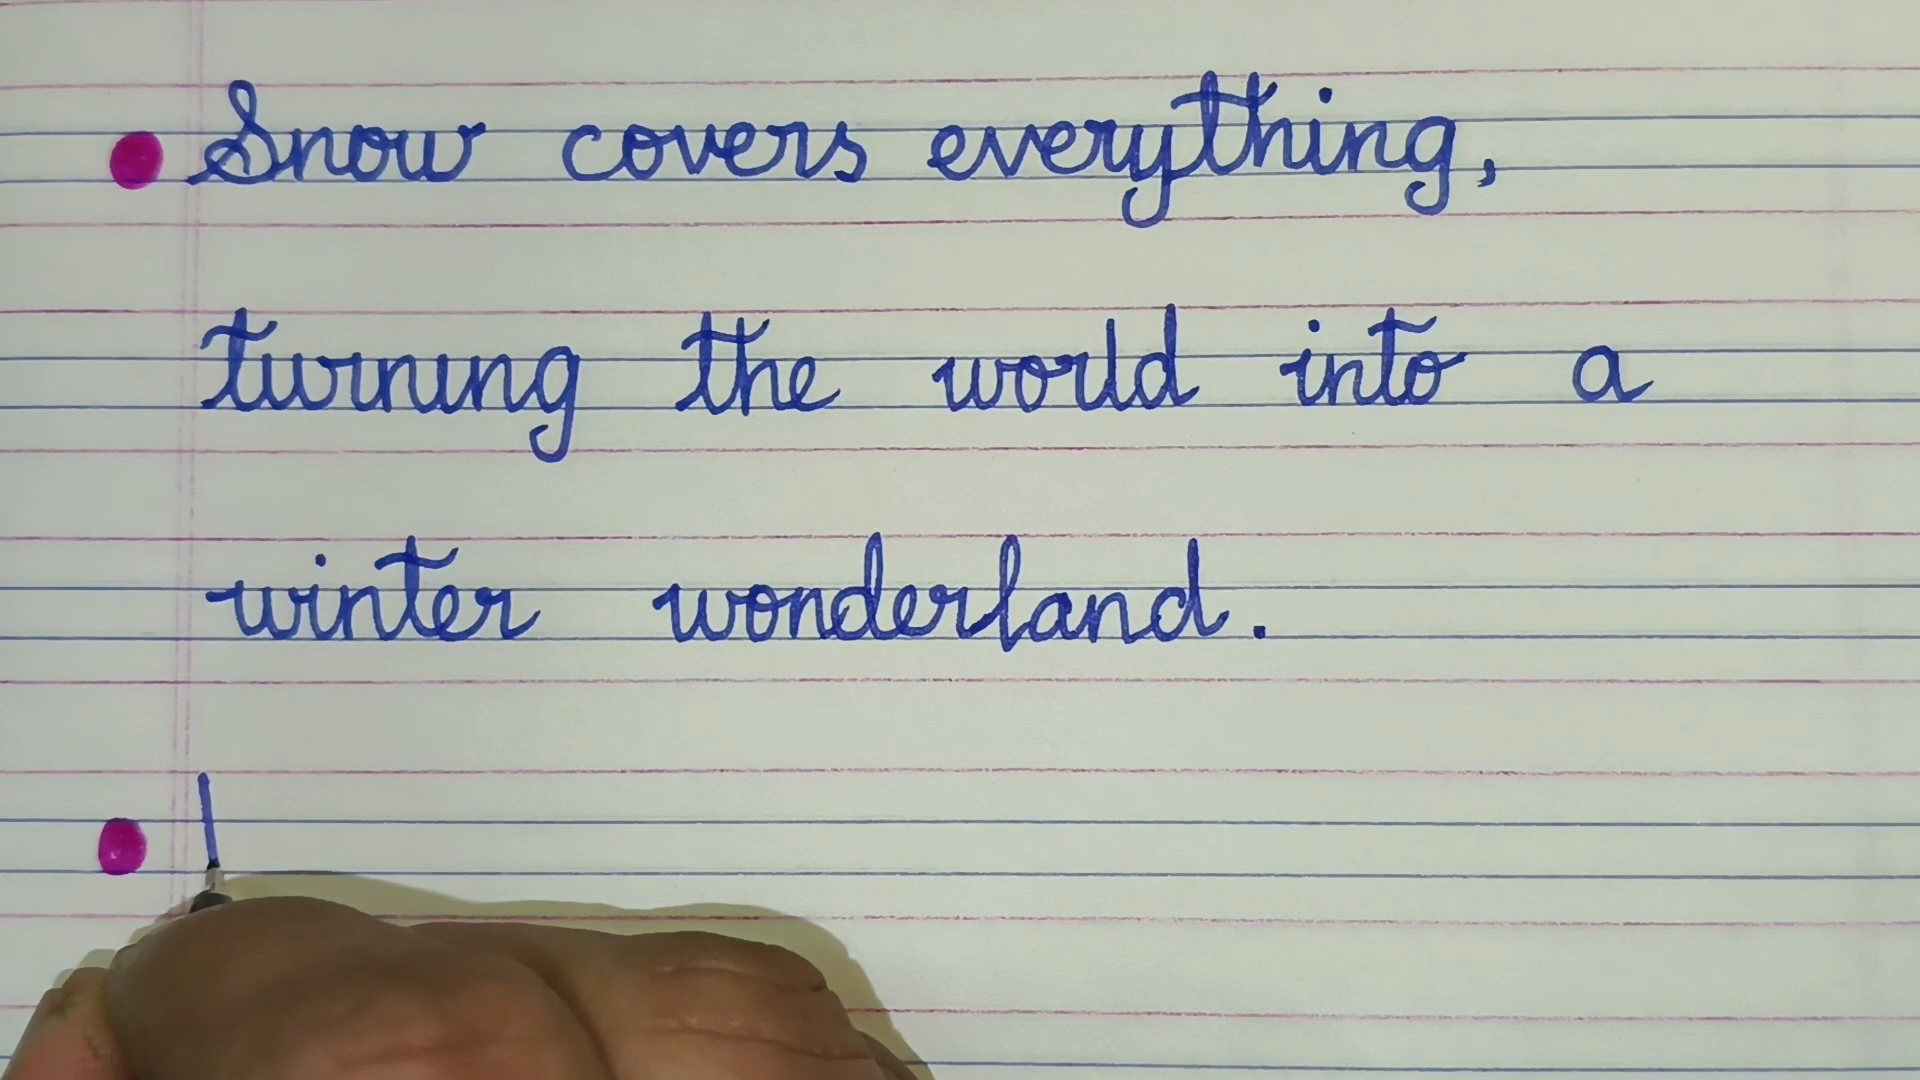 Snow covers everything,
turning the world into a
winter wonderland.